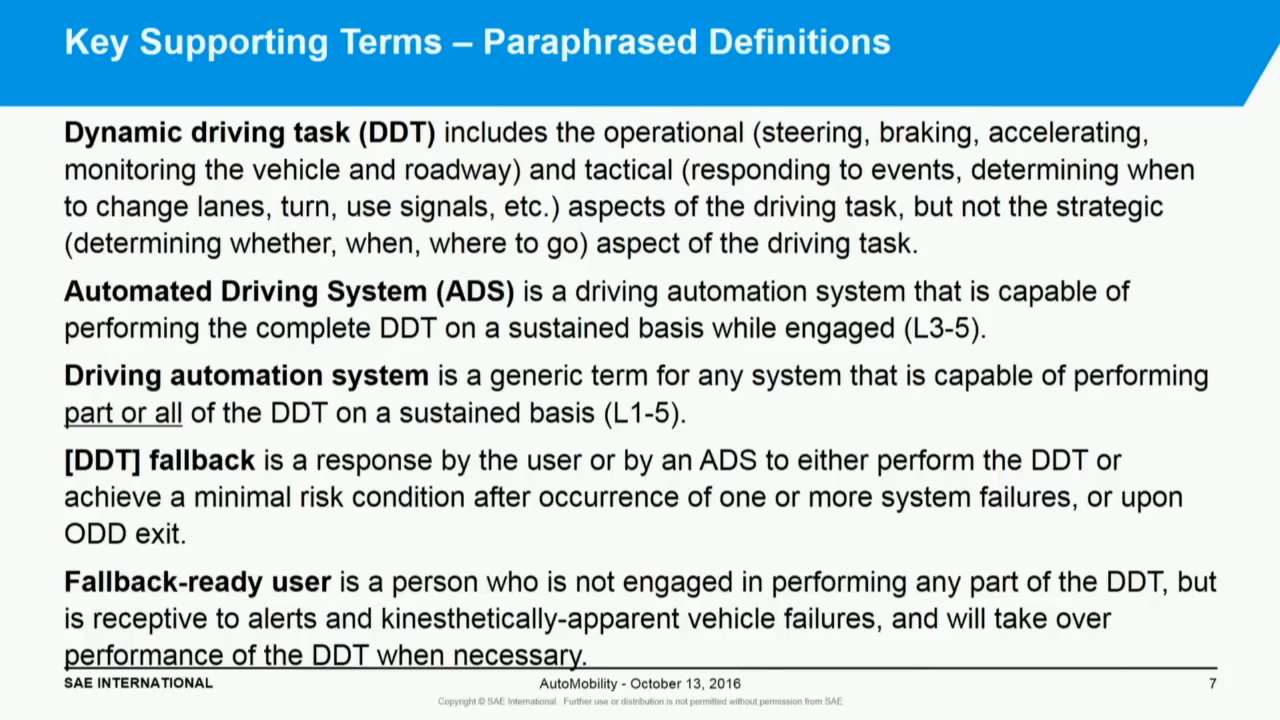 Key Supporting Terms – Paraphrased Definitions
Dynamic driving task (DDT) includes the operational (steering, braking, accelerating,
monitoring the vehicle and roadway) and tactical (responding to events, determining when
to change lanes, turn, use signals, etc.) aspects of the driving task, but not the strategic
(determining whether, when, where to go) aspect of the driving task.
Automated Driving System (ADS) is a driving automation system that is capable of
performing the complete DDT on a sustained basis while engaged (L3-5).
Driving automation system is a generic term for any system that is capable of performing
part or all of the DDT on a sustained basis (L1-5).
[DDT] fallback is a response by the user or by an ADS to either perform the DDT or
achieve a minimal risk condition after occurrence of one or more system failures, or upon
ODD exit.
Fallback-ready user is a person who is not engaged in performing any part of the DDT, but
is receptive to alerts and kinesthetically-apparent vehicle failures, and will take over
performance of the DDT when necessary.
SAE INTERNATIONAL AutoMobility - October 13, 2016 7
Copyright © SAE International. Further use or distribution is not permitted without permission from SAE